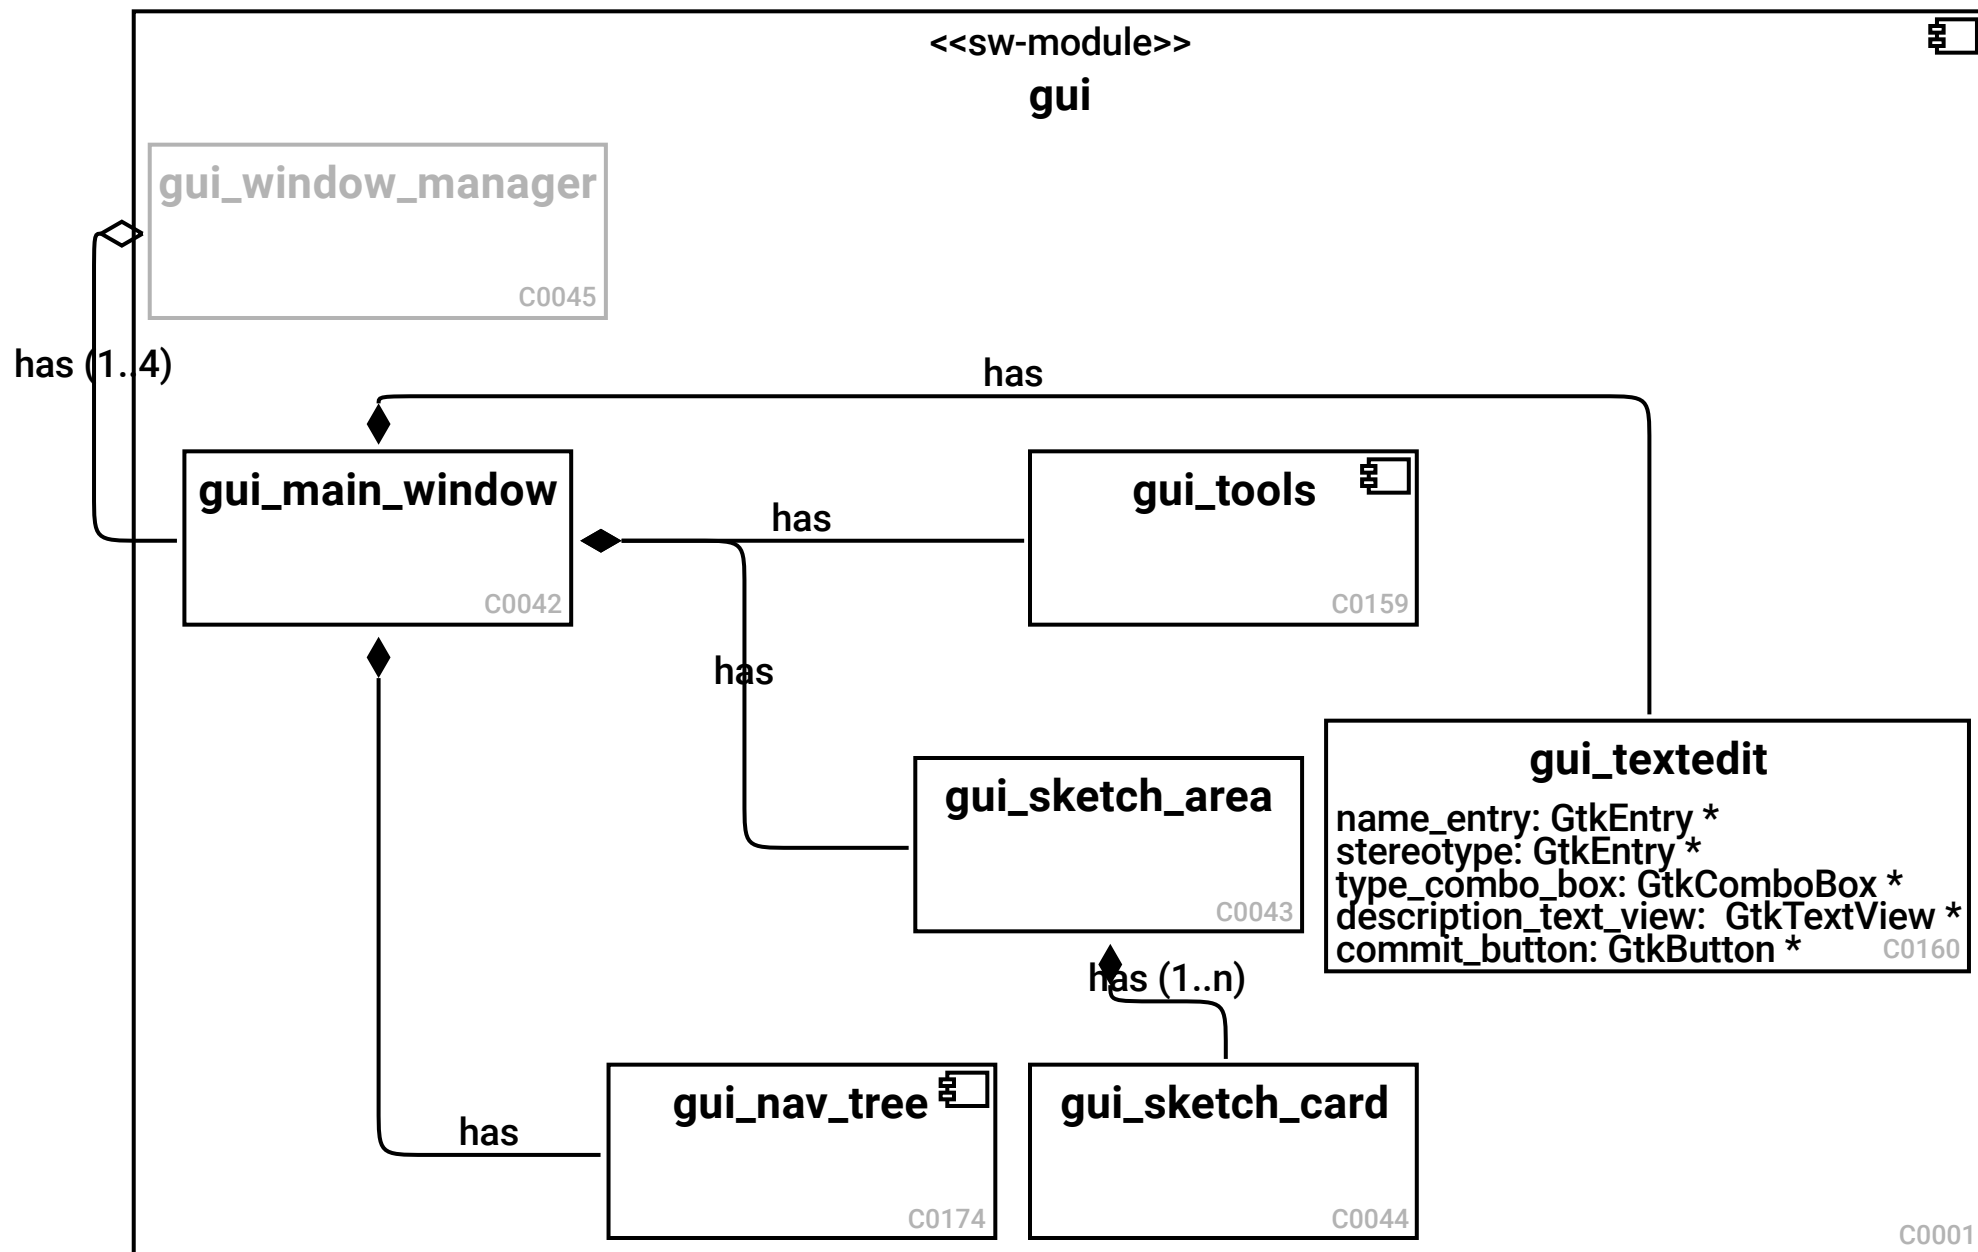 <<sw-module>>
gui
gui_window_manager
C0045
has (1..4)
has
gui_main_window
C0042
has
gui_tools
C0159
has
gui_sketch_area
C0043
gui_textedit
name_entry: GtkEntry *
stereotype: GtkEntry *
type_combo_box: GtkComboBox *
description_text_view:  GtkTextView *
commit_button: GtkButton *
C0160
has (1..n)
has
gui_nav_tree
C0174
gui_sketch_card
C0044
C0001